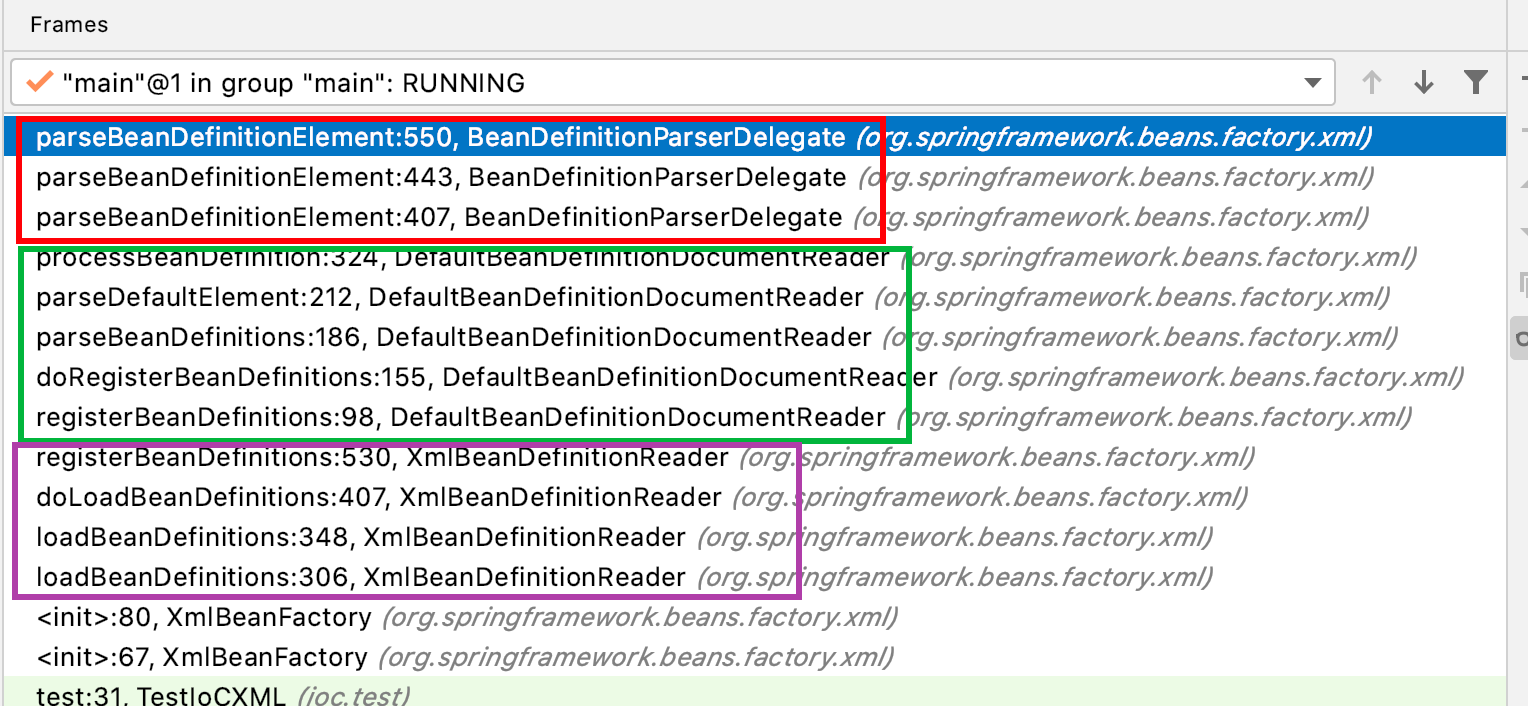 Frames
"main"@1 in group "main": RUNNING
parseBeanDefinitionElement:550, BeanDefinitionParserDelegate (org.springframework.beans.factory.xml)
parseBeanDefinitionElement:443, BeanDefinitionParserDelegate (org.springframework.beans.factory.xml)
parseBeanDefinitionElement:407, BeanDefinitionParserDelegate (org.springframework.beans.factory.xml)
processBeanDefinition:324, DefaultBeanDefinitionDocumentReader (org.springframework.beans.factory.xml)
parseDefaultElement:212, DefaultBeanDefinitionDocumentReader (org.springframework.beans.factory.xml)
parseBeanDefinitions:186, DefaultBeanDefinitionDocumentReader (org.springframework.beans.factory.xml)
doRegisterBeanDefinitions:155, DefaultBeanDefinitionDocumentReader (org.springframework.beans.factory.xml)
registerBeanDefinitions:98, DefaultBeanDefinitionDocumentReader (org.springframework.beans.factory.xml)
registerBeanDefinitions:530, XmlBeanDefinitionReader (org.springframework.beans.factory.xml)
doLoadBeanDefinitions:407, XmlBeanDefinitionReader (org.springframework.beans.factory.xml)
loadBeanDefinitions:348, XmlBeanDefinitionReader (org.springframework.beans.factory.xml)
loadBeanDefinitions:306, XmlBeanDefinitionReader (org.springframework.beans.factory.xml)
<init>:80, XmlBeanFactory (org.springframework.beans.factory.xml)
<init>:67, XmlBeanFactory (org.springframework.beans.factory.xml)
test:31, TestIoCXML (ioc.test)